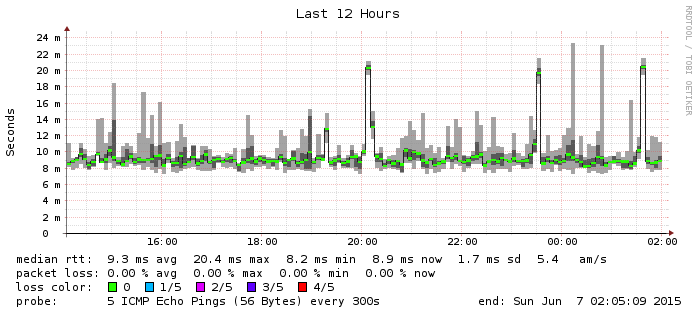 Last 12 Hours
RRDTOOL / TOBI OETIKER
Seconds
24 m
22 m
20 m
18 m
16 m
14 m
12 m
10 m
8 m
6 m
4 m
2 m
0
16:00 18:00 20:00 22:00 00:00 02:00
median rtt: 9.3 ms avg 20.4 ms max 8.2 ms min 8.9 ms now 1.7 ms sd 5.4 am/s
packet loss: 0.00 % avg 0.00 % max 0.00 % min 0.00 % now
loss color: 0 1/5 2/5 3/5 4/5
probe: 5 ICMP Echo Pings (56 Bytes) every 300s end: Sun Jun 7 02:05:09 2015